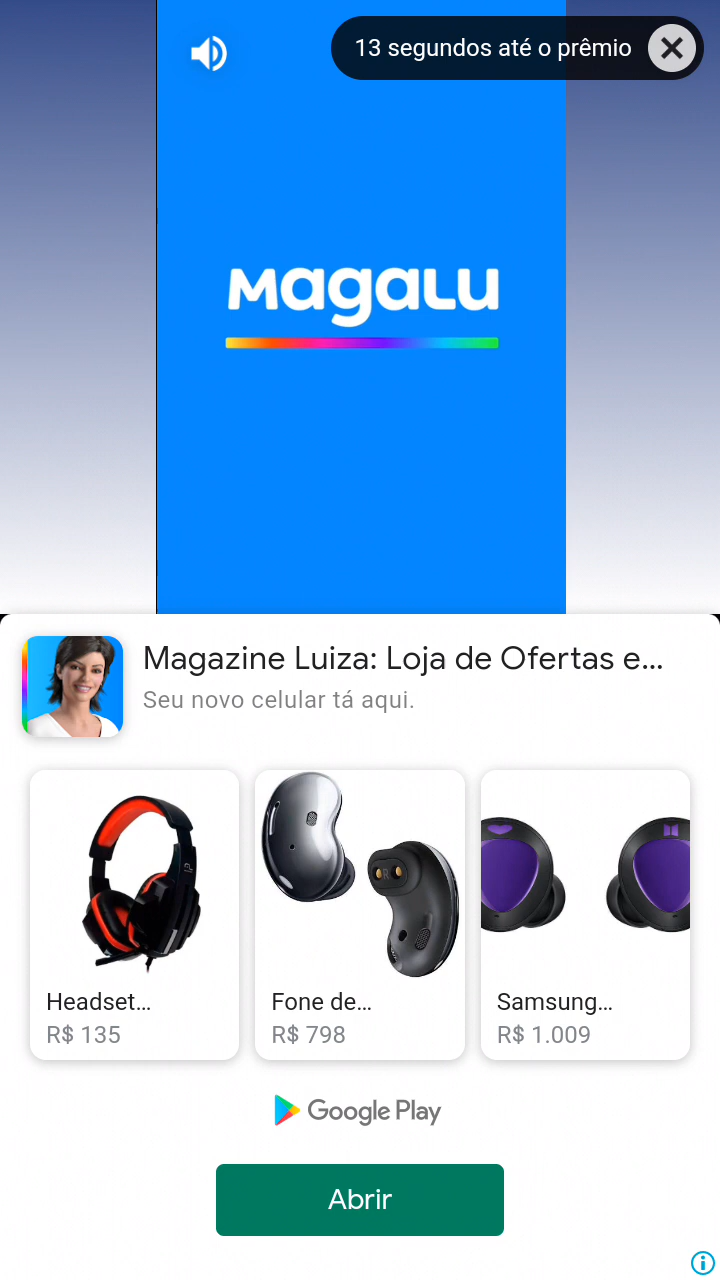 13 segundos até o prêmio
Magalu
Magazine Luiza: Loja de Ofertas e...
Seu novo celular tá aqui.
Headset...
R$ 135
Fone de...
R$ 798
Samsung...
R$ 1.009
Google Play
Abrir